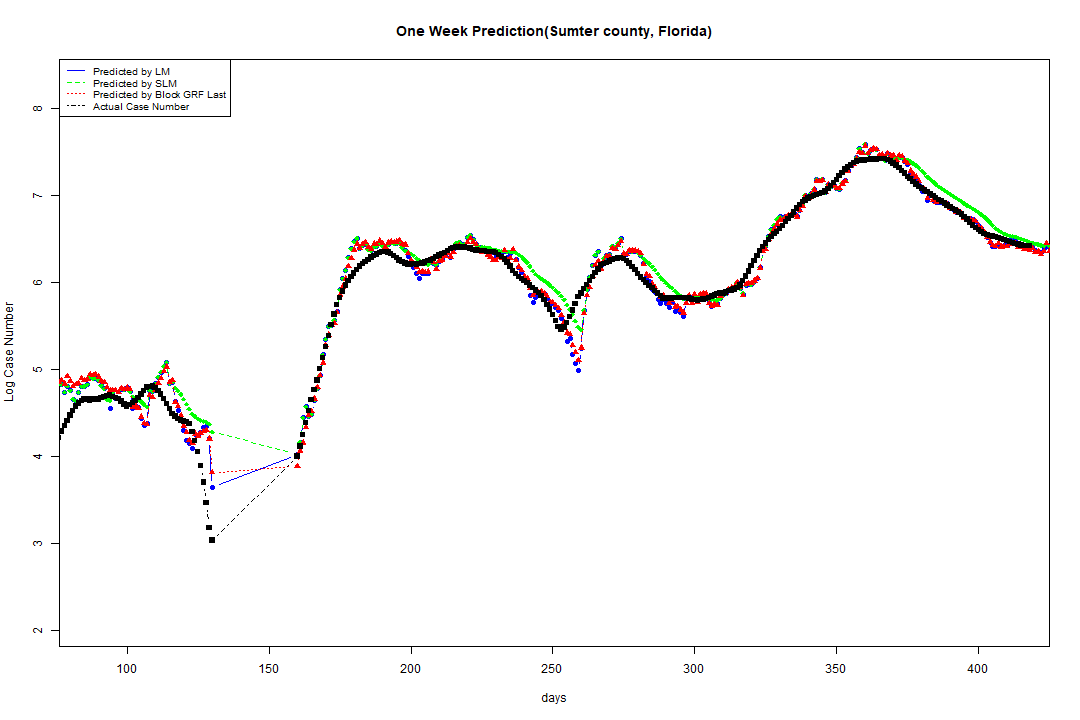 One Week Prediction(Sumter county, Florida)
Predicted by LM
Predicted by SLM
Predicted by Block GRF Last
Actual Case Number
8
7
6
5
4
3
2
Log Case Number
100 150 200 250 300 350 400
days